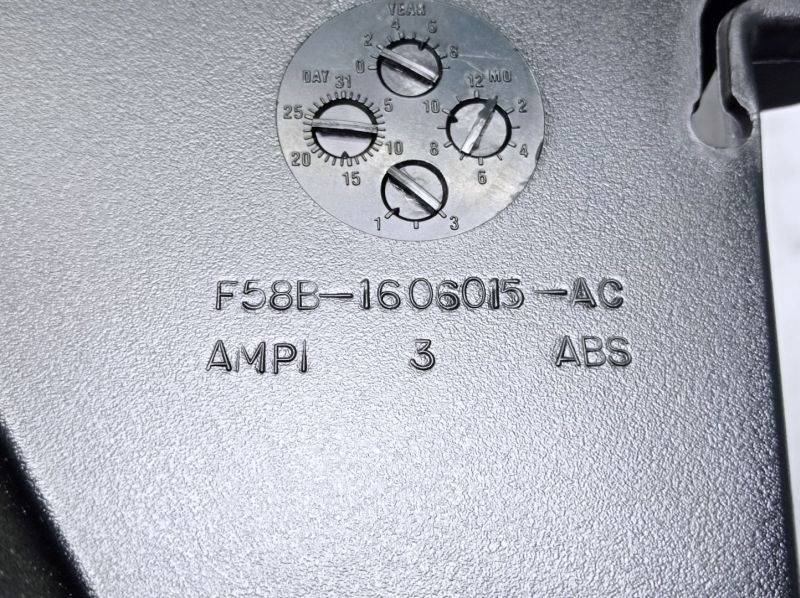 YEAR
0 2 4 6 8
DAY 31 5 10 15 20 25
12 MO 2 4 6 8 10
1 3
F58B-1606015-AC
AMPI 3 ABS